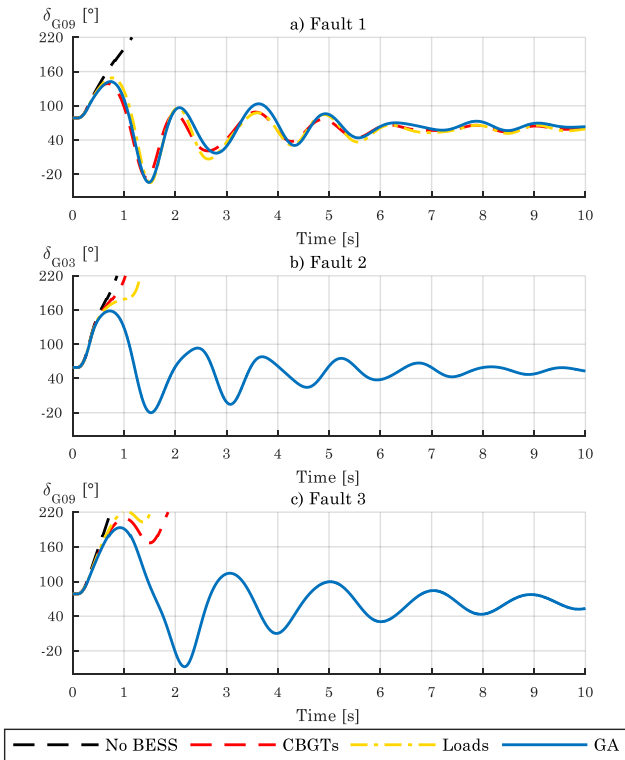 δG09 [°]
a) Fault 1
220
160
100
40
-20
0 1 2 3 4 5 6 7 8 9 10
Time [s]
δG03 [°]
b) Fault 2
220
160
100
40
-20
0 1 2 3 4 5 6 7 8 9 10
Time [s]
δG09 [°]
c) Fault 3
220
160
100
40
-20
0 1 2 3 4 5 6 7 8 9 10
Time [s]
No BESS CBGTs Loads GA